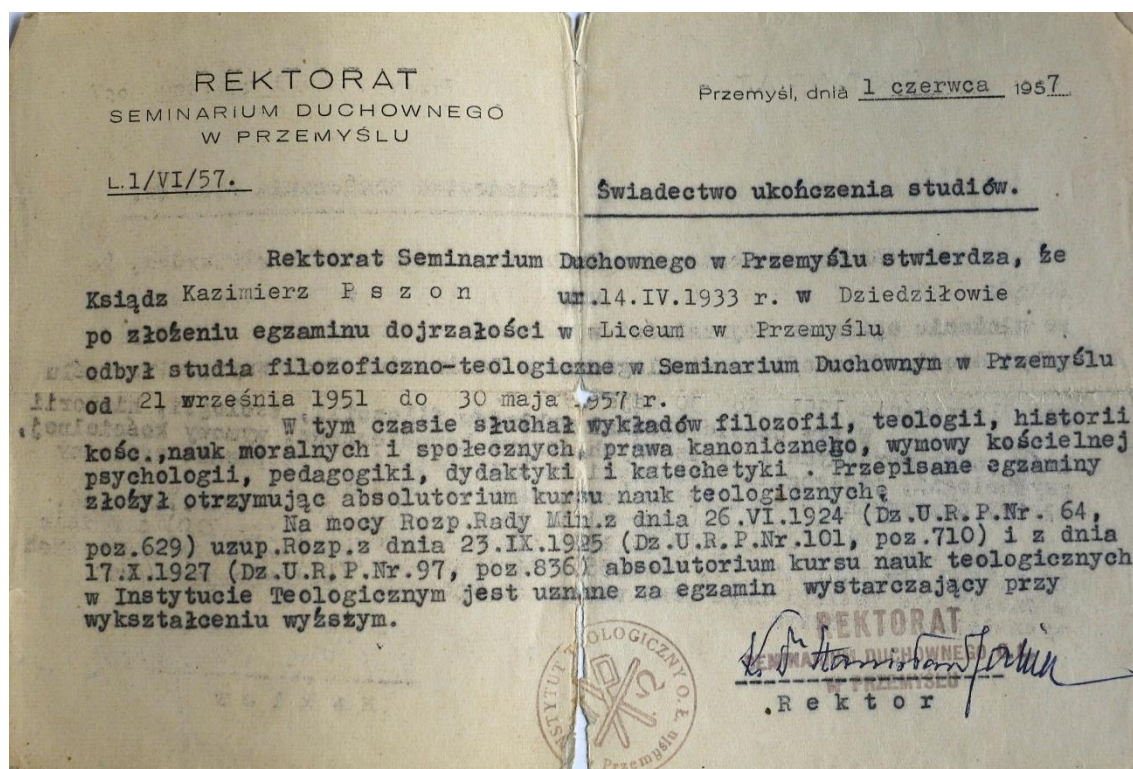 REKTORAT
SEMINARIUM DUCHOWNEGO
W PRZEMYŚLU
L.1/VI/57.
Przemyśl, dnia 1 czerwca 1957
Świadectwo ukończenia studiów.
Rektorat Seminarium Duchownego w Przemyślu stwierdza, że
Ksiądz Kazimierz P s z o n ur.14.IV.1933 r. w Dziedziłowie
po złożeniu egzaminu dojrzałości w Liceum w Przemyślu
odbył studia filozoficzno-teologiczne w Seminarium Duchownym w Przemyślu
od 21 września 1951 do 30 maja 1957 r.
W tym czasie słuchał wykładów filozofii, teologii, historii
kośc.,nauk moralnych i społecznych, prawa kanonicznego, wymowy kościelnej
psychologii, pedagogiki, dydaktyki i katechetyki . Przepisane egzaminy
złożył otrzymując absolutorium kursu nauk teologicznych
Na mocy Rozp.Rady Min.z dnia 26.VI.1924 (Dz.U.R.P.Nr. 64,
poz.629) uzup.Rozp.z dnia 23.IX.1925 (Dz.U.R.P.Nr.101, poz.710) i z dnia
17.X.1927 (Dz.U.R.P.Nr.97, poz.836) absolutorium kursu nauk teologicznych
w Instytucie Teologicznym jest uznane za egzamin wystarczający przy
wykształceniu wyższym.
REKTORAT
SEMINARIUM DUCHOWNEGO
W PRZEMYŚLU
R e k t o r
INSTYTUT TEOLOGICZNY O. Ł. w Przemyślu